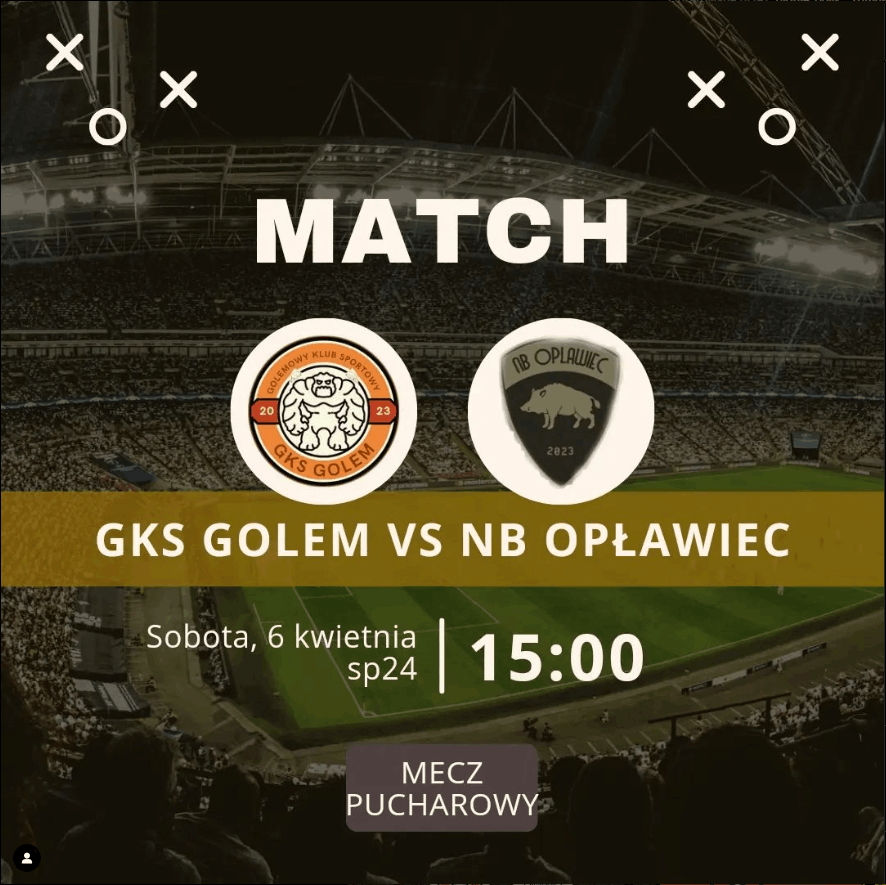 MATCH
GOLEMOWY KLUB SPORTOWY
20 23
GKS GOLEM
NB OPŁAWIEC
2023
GKS GOLEM VS NB OPŁAWIEC
Sobota, 6 kwietnia
sp24
15:00
MECZ
PUCHAROWY